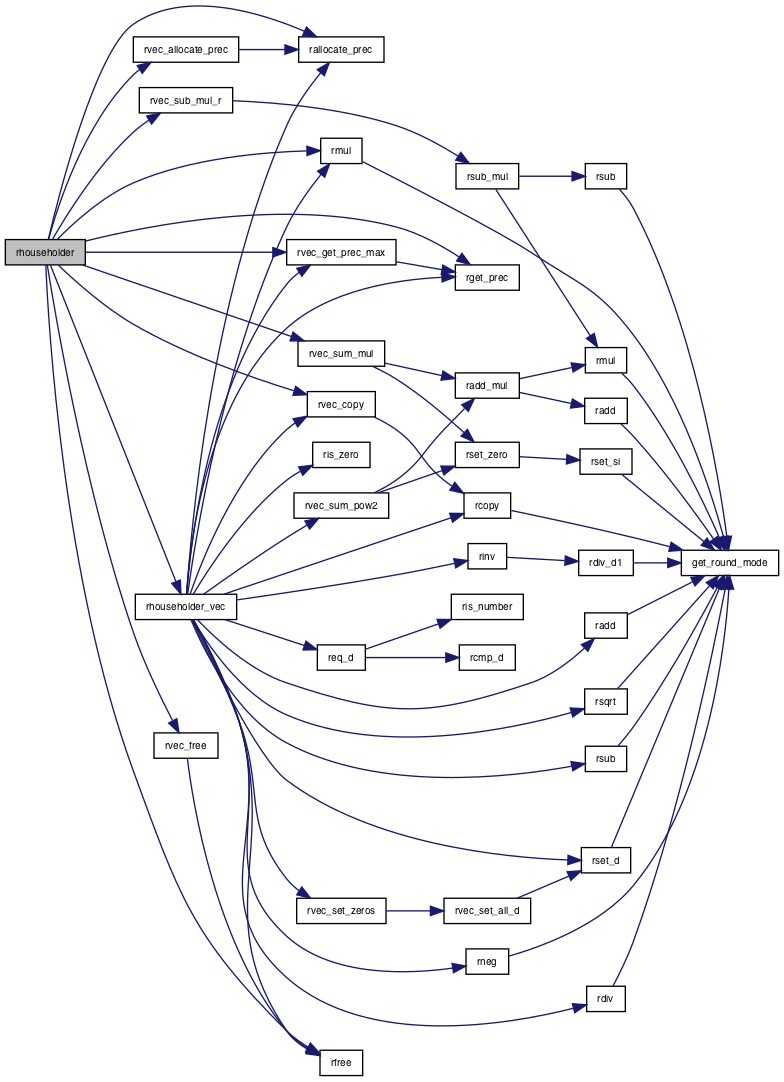 rhouseholder
rvec_allocate_prec
rallocate_prec
rvec_sub_mul_r
rmul
rsub_mul
rsub
rvec_get_prec_max
rget_prec
rvec_sum_mul
rmul
radd_mul
radd
rvec_copy
ris_zero
rset_zero
rset_si
rvec_sum_pow2
rcopy
rinv
rdiv_d1
get_round_mode
rhouseholder_vec
ris_number
req_d
rcmp_d
radd
rsqrt
rvec_free
rsub
rset_d
rvec_set_zeros
rvec_set_all_d
rneg
rdiv
rfree